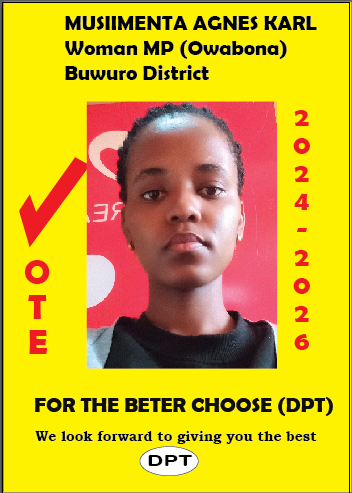 MUSIIMENTA AGNES KARL
Woman MP (Owabona)
Buwuro District
2024-2026
VOTE
FOR THE BETER CHOOSE (DPT)
We look forward to giving you the best
DPT